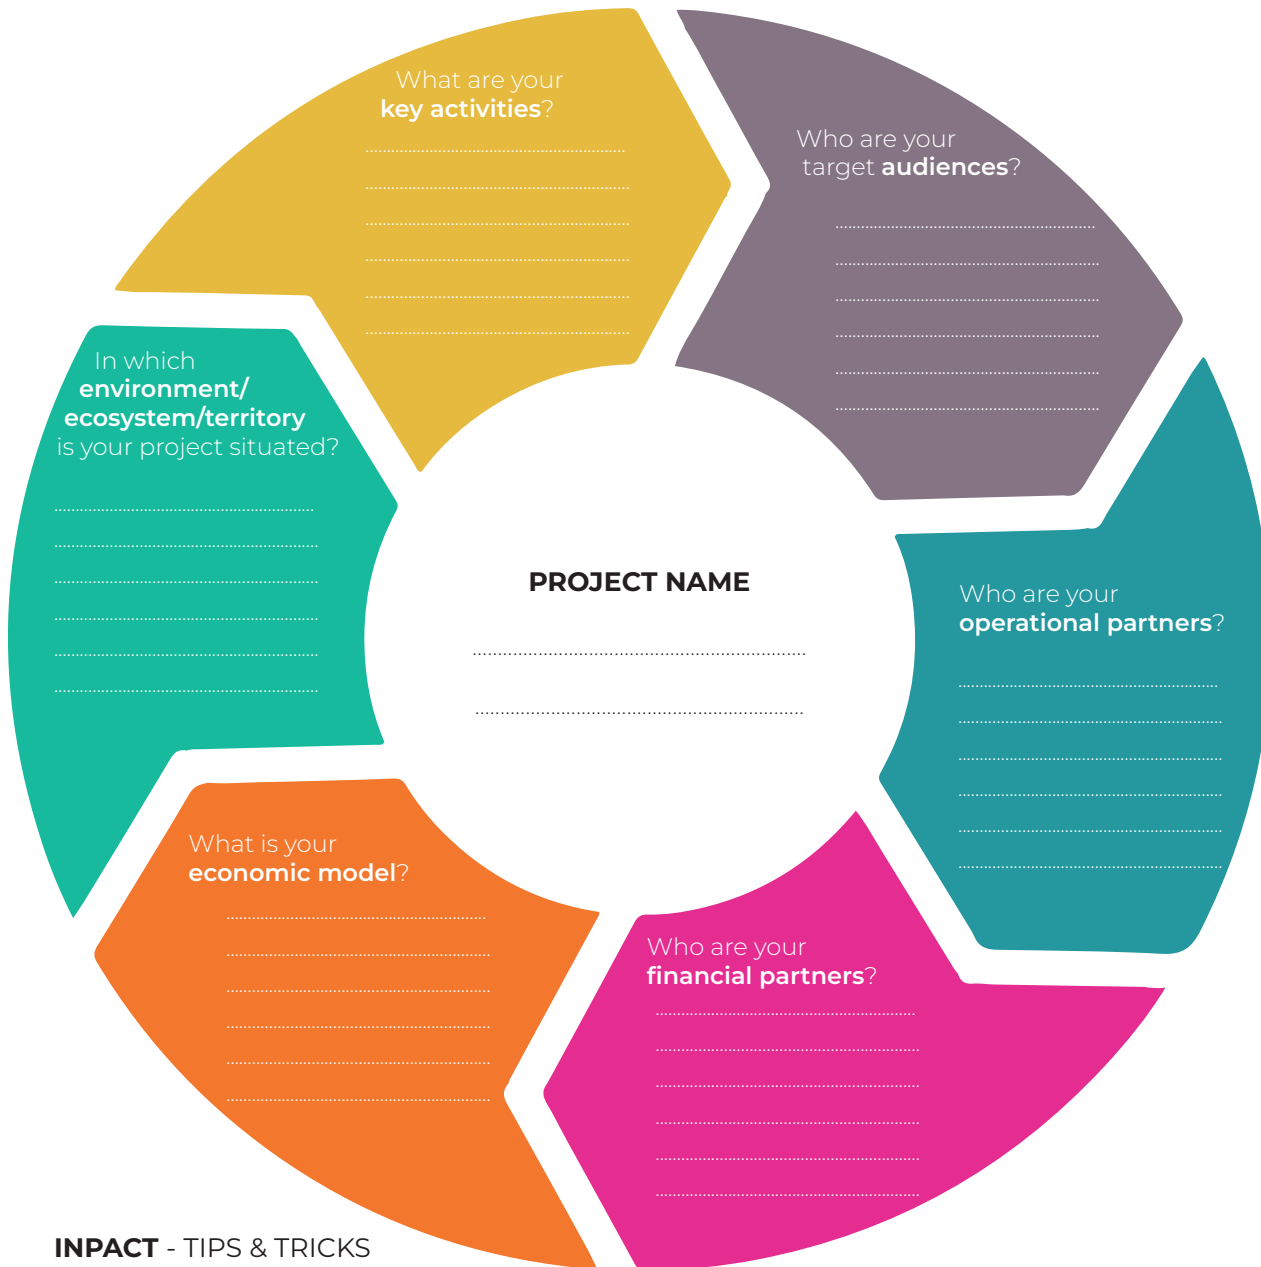 What are your
key activities?
Who are your
target audiences?
In which
environment/
ecosystem/territory
is your project situated?
PROJECT NAME
Who are your
operational partners?
What is your
economic model?
Who are your
financial partners?
INPACT - TIPS & TRICKS